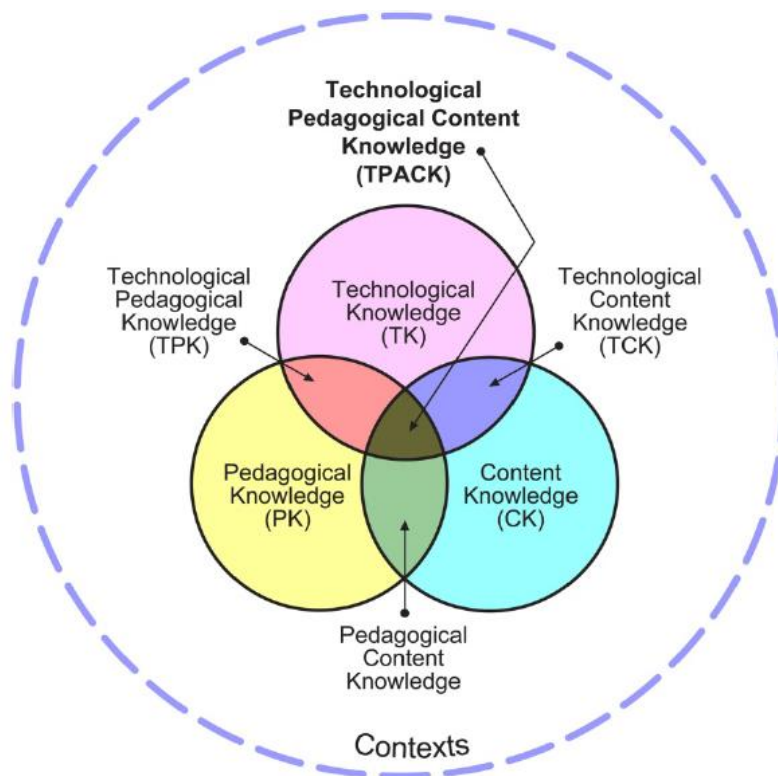 Technological
Pedagogical Content
Knowledge
(TPACK)
Technological
Pedagogical
Knowledge
(TPK)
Technological
Knowledge
(TK)
Technological
Content
Knowledge
(TCK)
Pedagogical
Knowledge
(PK)
Content
Knowledge
(CK)
Pedagogical
Content
Knowledge
Contexts